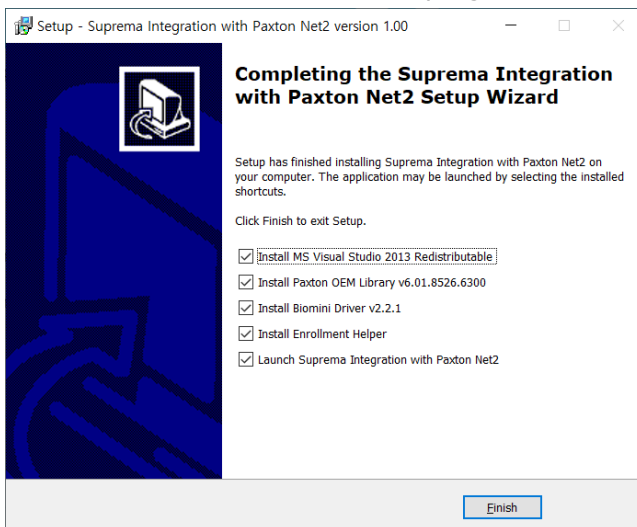 Setup - Suprema Integration with Paxton Net2 version 1.00
Completing the Suprema Integration
with Paxton Net2 Setup Wizard
Setup has finished installing Suprema Integration with Paxton Net2 on
your computer. The application may be launched by selecting the installed
shortcuts.
Click Finish to exit Setup.
Install MS Visual Studio 2013 Redistributable
Install Paxton OEM Library v6.01.8526.6300
Install Biomini Driver v2.2.1
Install Enrollment Helper
Launch Suprema Integration with Paxton Net2
Finish